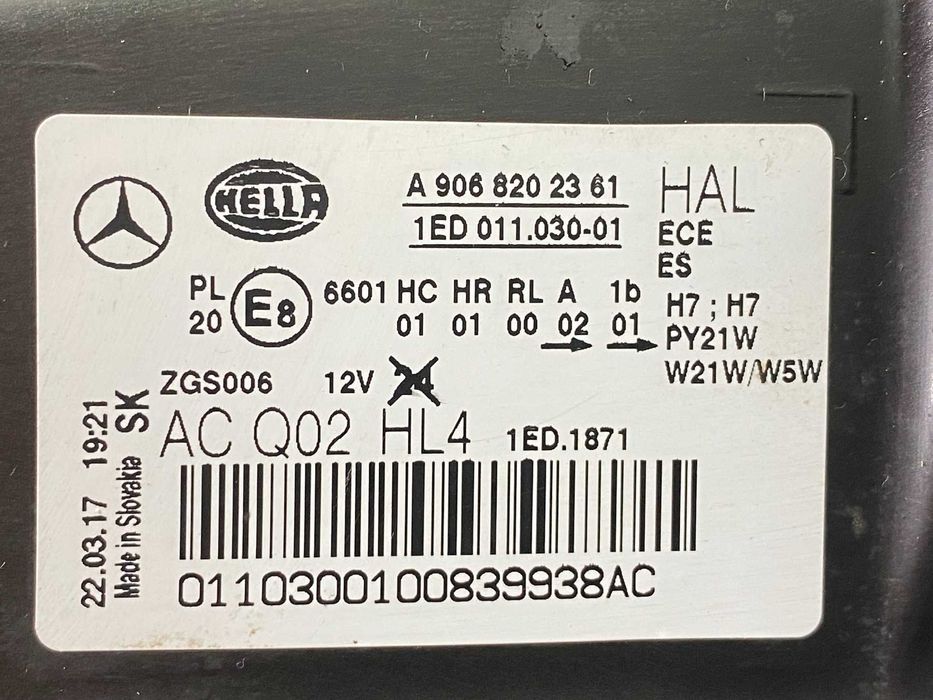 HELLA
A 906 820 2 3 61
1ED 011.030-01
HAL
ECE
ES
PL
20
E8
6601 HC HR RL A 1b
01 01 00 02 01
H7 ; H7
PY21W
W21W/W5W
ZGS006 12V 24
AC Q02 HL4 1ED.1871
0110300100839938AC
22.03.17 19:21
Made in Slovakia SK